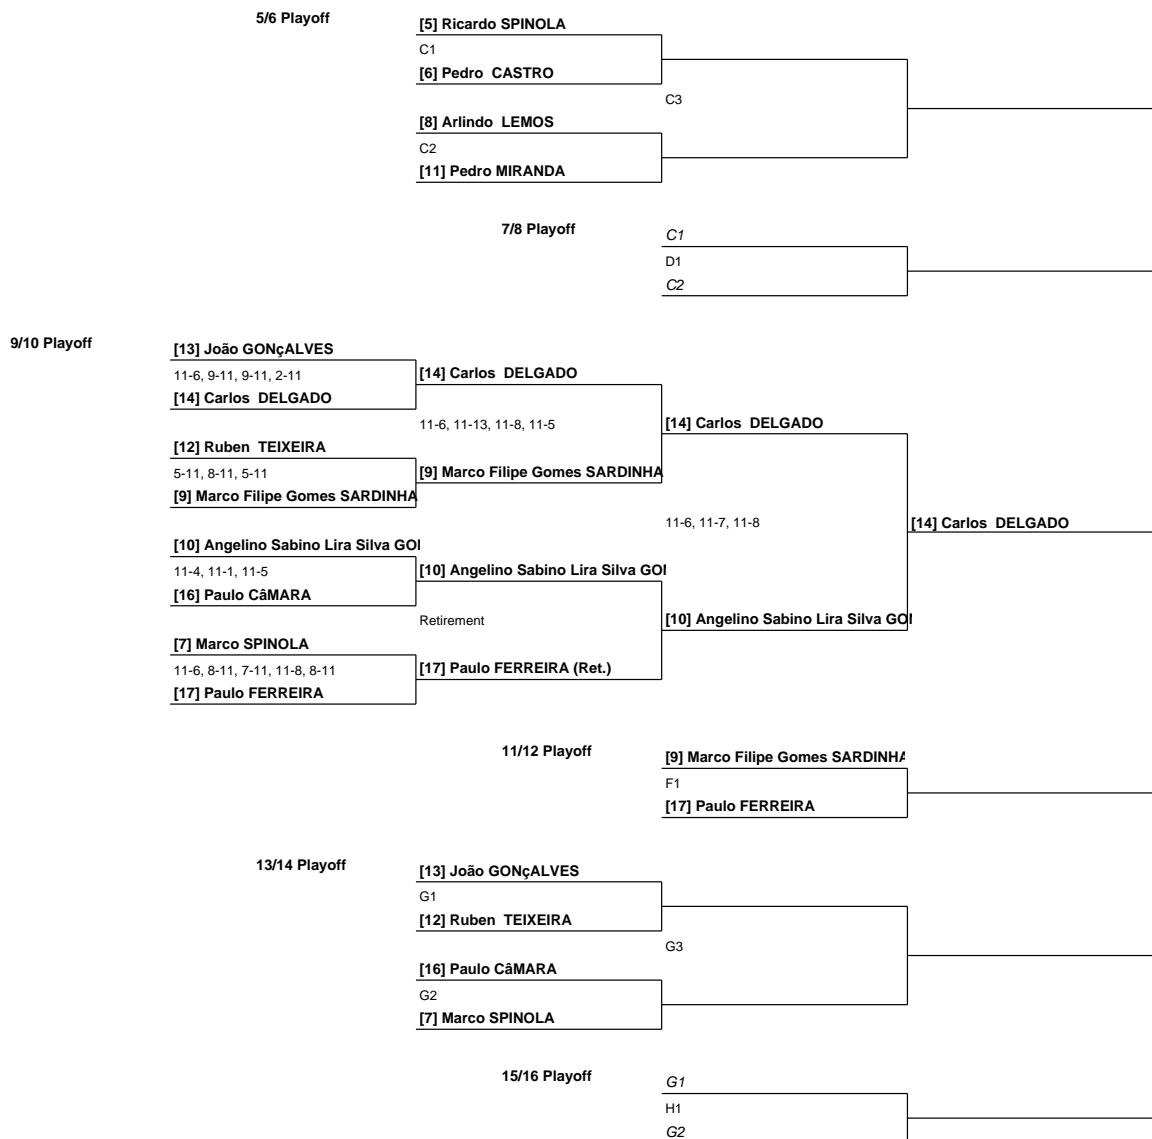 5/6 Playoff
[5] Ricardo SPINOLA
C1
[6] Pedro CASTRO
C3
[8] Arlindo LEMOS
C2
[11] Pedro MIRANDA
7/8 Playoff
C1
D1
C2
9/10 Playoff
[13] João GONçALVES
11-6, 9-11, 9-11, 2-11
[14] Carlos DELGADO
[14] Carlos DELGADO
11-6, 11-13, 11-8, 11-5
[14] Carlos DELGADO
[12] Ruben TEIXEIRA
5-11, 8-11, 5-11
[9] Marco Filipe Gomes SARDINHA
[9] Marco Filipe Gomes SARDINHA
11-6, 11-7, 11-8
[14] Carlos DELGADO
[10] Angelino Sabino Lira Silva GO
11-4, 11-1, 11-5
[10] Angelino Sabino Lira Silva GO
[16] Paulo CâMARA
Retirement
[10] Angelino Sabino Lira Silva GO
[7] Marco SPINOLA
11-6, 8-11, 7-11, 11-8, 8-11
[17] Paulo FERREIRA (Ret.)
[17] Paulo FERREIRA
11/12 Playoff
[9] Marco Filipe Gomes SARDINHA
F1
[17] Paulo FERREIRA
13/14 Playoff
[13] João GONçALVES
G1
[12] Ruben TEIXEIRA
G3
[16] Paulo CâMARA
G2
[7] Marco SPINOLA
15/16 Playoff
G1
H1
G2